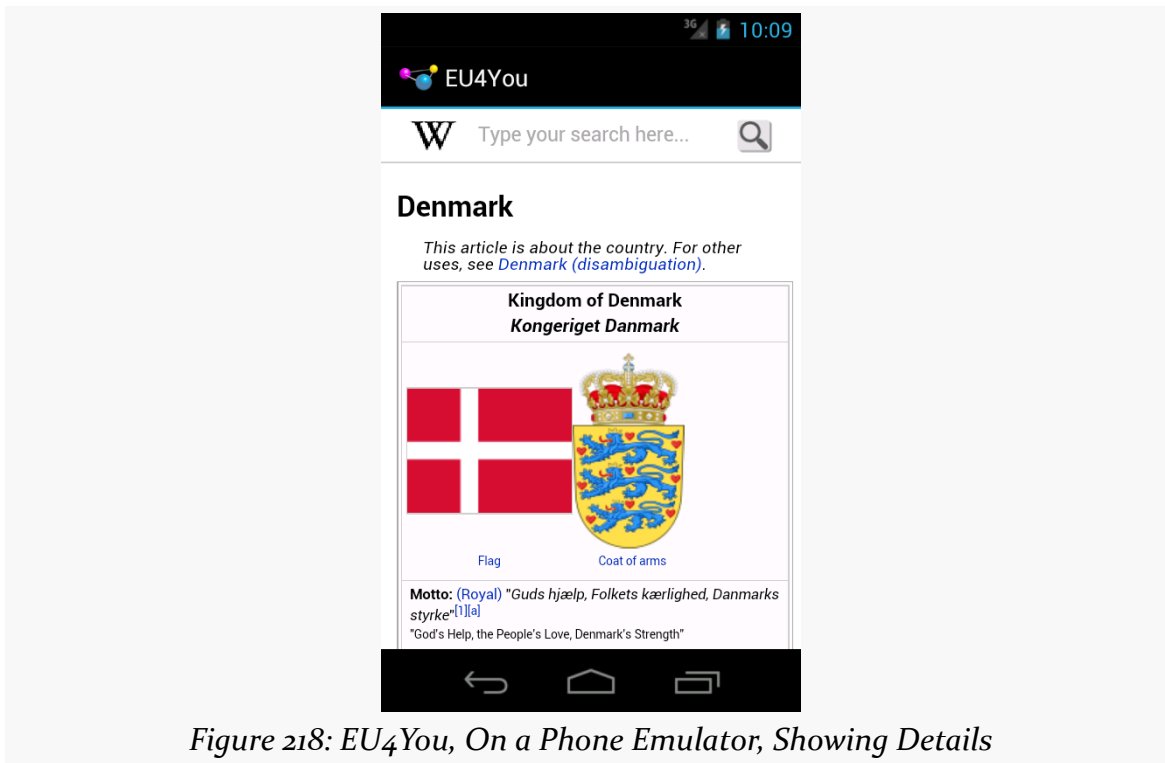 3G 10:09
EU4You
W Type your search here...
Denmark
This article is about the country. For other
uses, see Denmark (disambiguation).
Kingdom of Denmark
Kongeriget Danmark
Flag Coat of arms
Motto: (Royal) "Guds hjælp, Folkets kærlighed, Danmarks
styrke"[1][a]
"God's Help, the People's Love, Denmark's Strength"
Figure 218: EU4You, On a Phone Emulator, Showing Details